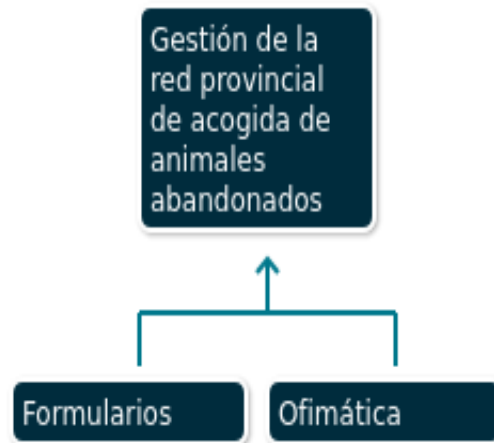 Gestión de la
red provincial
de acogida de
animales
abandonados
Formularios
Ofimática